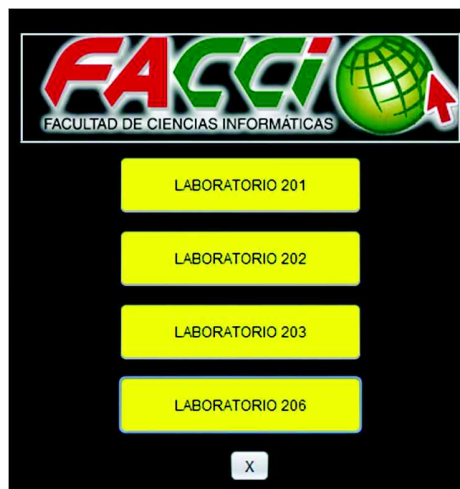 FACCI
FACULTAD DE CIENCIAS INFORMÁTICAS
LABORATORIO 201
LABORATORIO 202
LABORATORIO 203
LABORATORIO 206
X